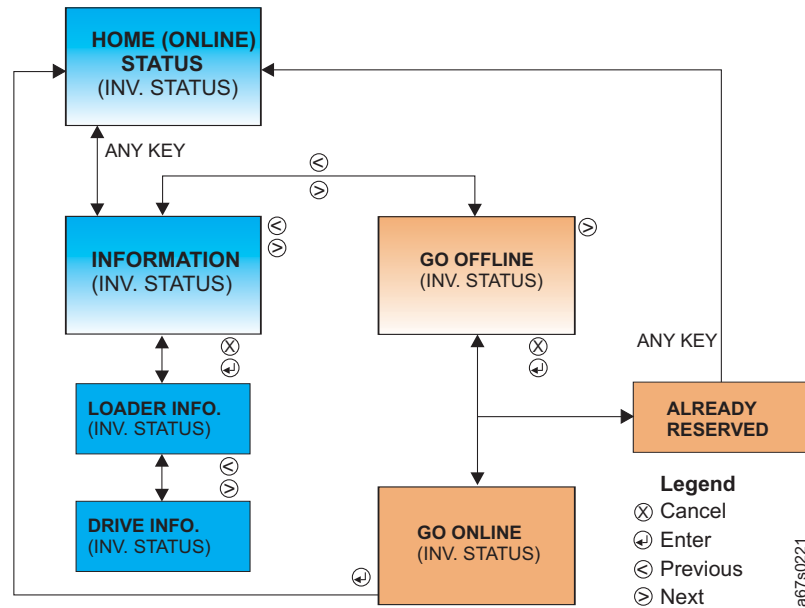 HOME (ONLINE)
STATUS
(INV. STATUS)
ANY KEY
INFORMATION
(INV. STATUS)
GO OFFLINE
(INV. STATUS)
ANY KEY
LOADER INFO.
(INV. STATUS)
ALREADY
RESERVED
DRIVE INFO.
(INV. STATUS)
GO ONLINE
(INV. STATUS)
Legend
Cancel
Enter
Previous
Next
a67s0221